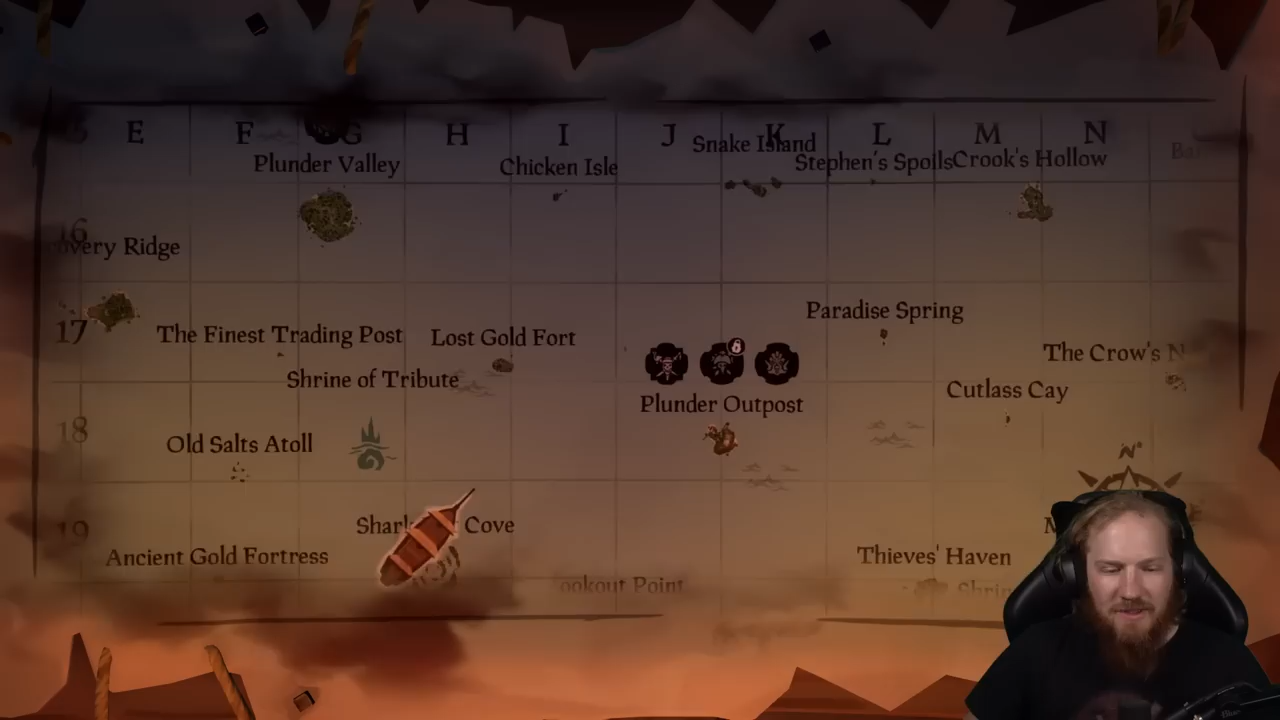 E F G H I J K L M N
Snake Island
Plunder Valley
Chicken Isle
Stephen's Spoils
Crook's Hollow
16
Ridge
Paradise Spring
17
The Finest Trading Post
Lost Gold Fort
The Crow's
Shrine of Tribute
Cutlass Cay
Plunder Outpost
18
Old Salts Atoll
N
19
Cove
Ancient Gold Fortress
Thieves' Haven
Point